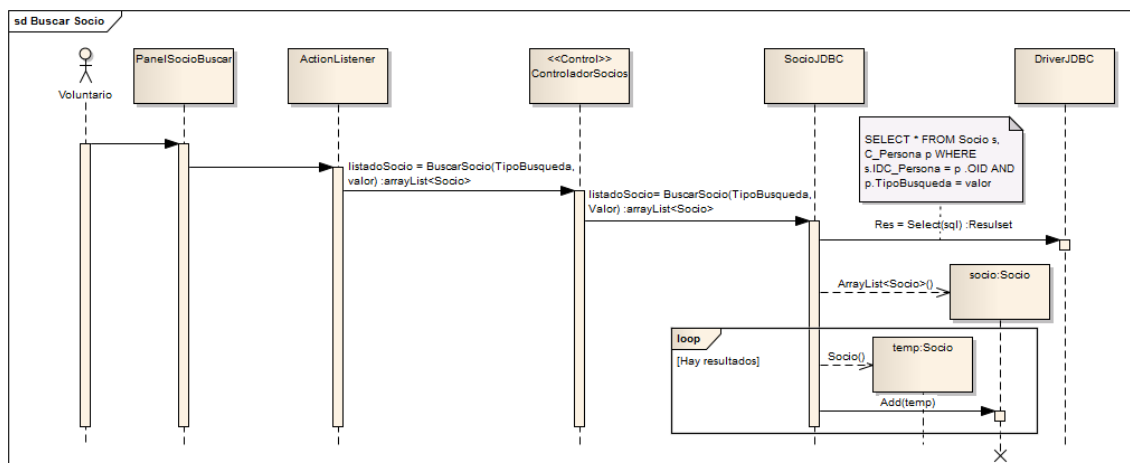 sd Buscar Socio
Voluntario
PanelSocioBuscar
ActionListener
<<Control>>
ControladorSocios
SocioJDBC
DriverJDBC
SELECT * FROM Socio s,
C_Persona p WHERE
s.IDC_Persona = p .OID AND
p.TipoBusqueda = valor
listadoSocio = BuscarSocio(TipoBusqueda,
valor) :arrayList<Socio>
listadoSocio= BuscarSocio(TipoBusqueda,
Valor) :arrayList<Socio>
Res = Select(sql) :Resulset
ArrayList<Socio>()
socio:Socio
loop
[Hay resultados]
Socio()
temp:Socio
Add(temp)